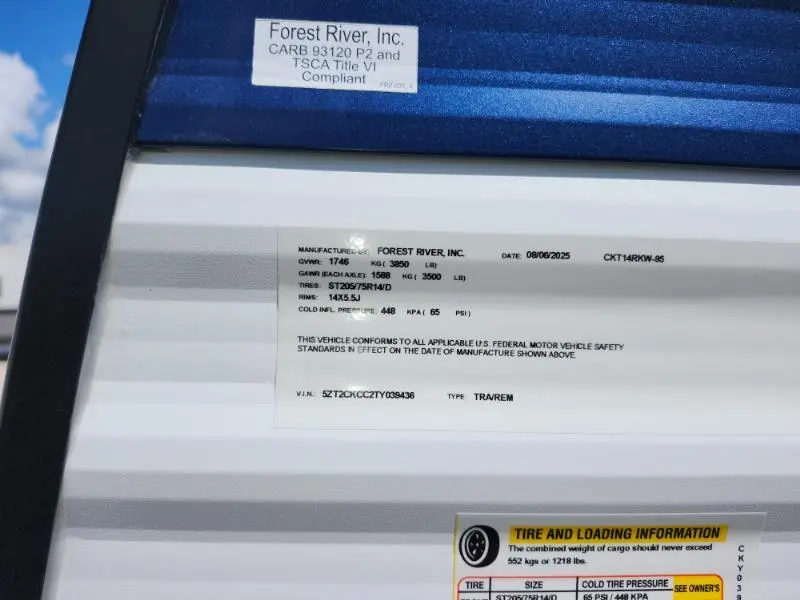 Forest River, Inc.
CARB 93120 P2 and
TSCA Title VI
Compliant
MANUFACTURED BY: FOREST RIVER, INC. DATE: 08/06/2025 CKT14RKW-95
GVWR: 1746 KG ( 3850 LB)
GAWR (EACH AXLE): 1588 KG ( 3500 LB)
TIRES: ST205/75R14/D
RIMS: 14X5.5J
COLD INFL. PRESSURE: 448 KPA ( 65 PSI )
THIS VEHICLE CONFORMS TO ALL APPLICABLE U.S. FEDERAL MOTOR VEHICLE SAFETY
STANDARDS IN EFFECT ON THE DATE OF MANUFACTURE SHOWN ABOVE.
V.I.N.: 5ZT2CKCC2TY039436 TYPE TRA/REM
TIRE AND LOADING INFORMATION
The combined weight of cargo should never exceed
552 kgs or 1218 lbs.
TIRE SIZE COLD TIRE PRESSURE SEE OWNER'S
ST205/75R14/D 65 PSI / 448 KPA
CKY039